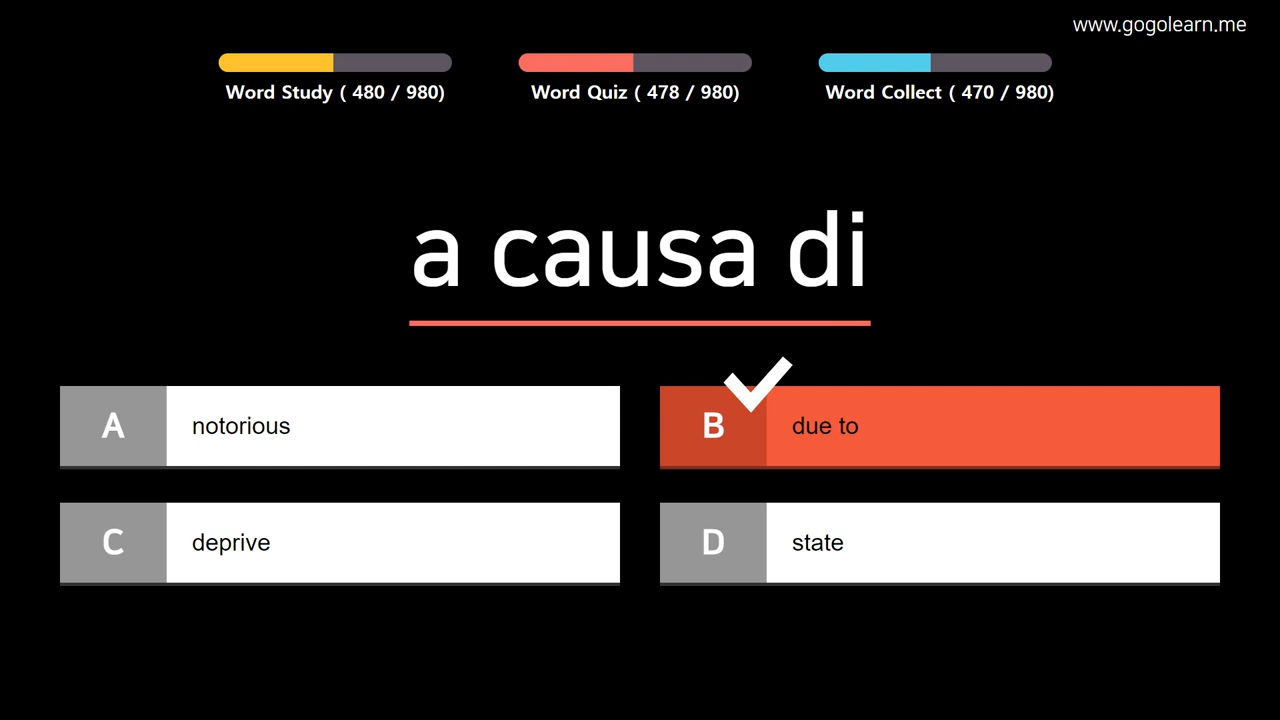 www.gogolearn.me
Word Study ( 480 / 980)
Word Quiz ( 478 / 980)
Word Collect ( 470 / 980)
a causa di
A notorious
B due to
C deprive
D state